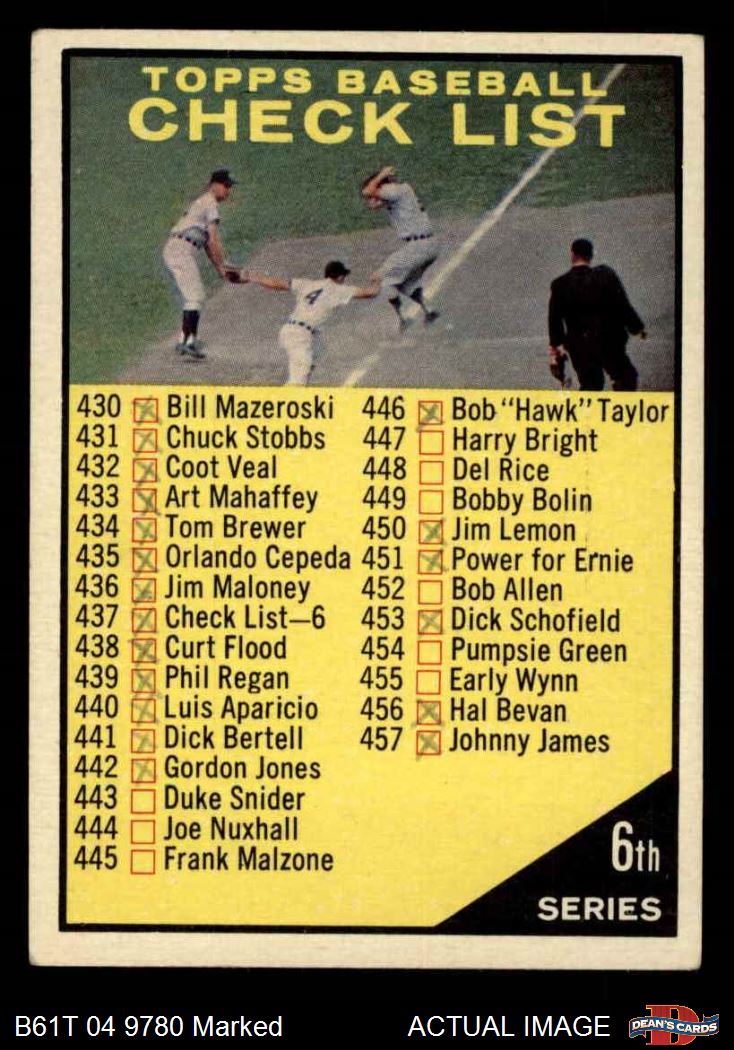 TOPPS BASEBALL
CHECK LIST
4
430 Bill Mazeroski
431 Chuck Stobbs
432 Coot Veal
433 Art Mahaffey
434 Tom Brewer
435 Orlando Cepeda
436 Jim Maloney
437 Check List—6
438 Curt Flood
439 Phil Regan
440 Luis Aparicio
441 Dick Bertell
442 Gordon Jones
443 Duke Snider
444 Joe Nuxhall
445 Frank Malzone
446 Bob "Hawk" Taylor
447 Harry Bright
448 Del Rice
449 Bobby Bolin
450 Jim Lemon
451 Power for Ernie
452 Bob Allen
453 Dick Schofield
454 Pumpsie Green
455 Early Wynn
456 Hal Bevan
457 Johnny James
6th
SERIES
B61T 04 9780 Marked
ACTUAL IMAGE
D
DEAN'S CARDS